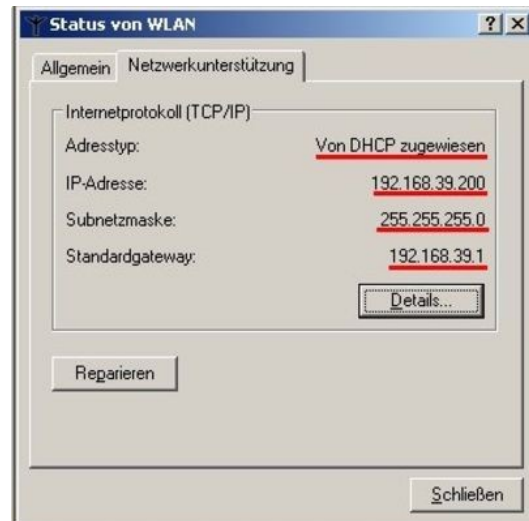 Status von WLAN
Allgemein Netzwerkunterstützung
Internetprotokoll (TCP/IP)
Adresstyp: Von DHCP zugewiesen
IP-Adresse: 192.168.39.200
Subnetzmaske: 255.255.255.0
Standardgateway: 192.168.39.1
Details...
Reparieren
Schließen